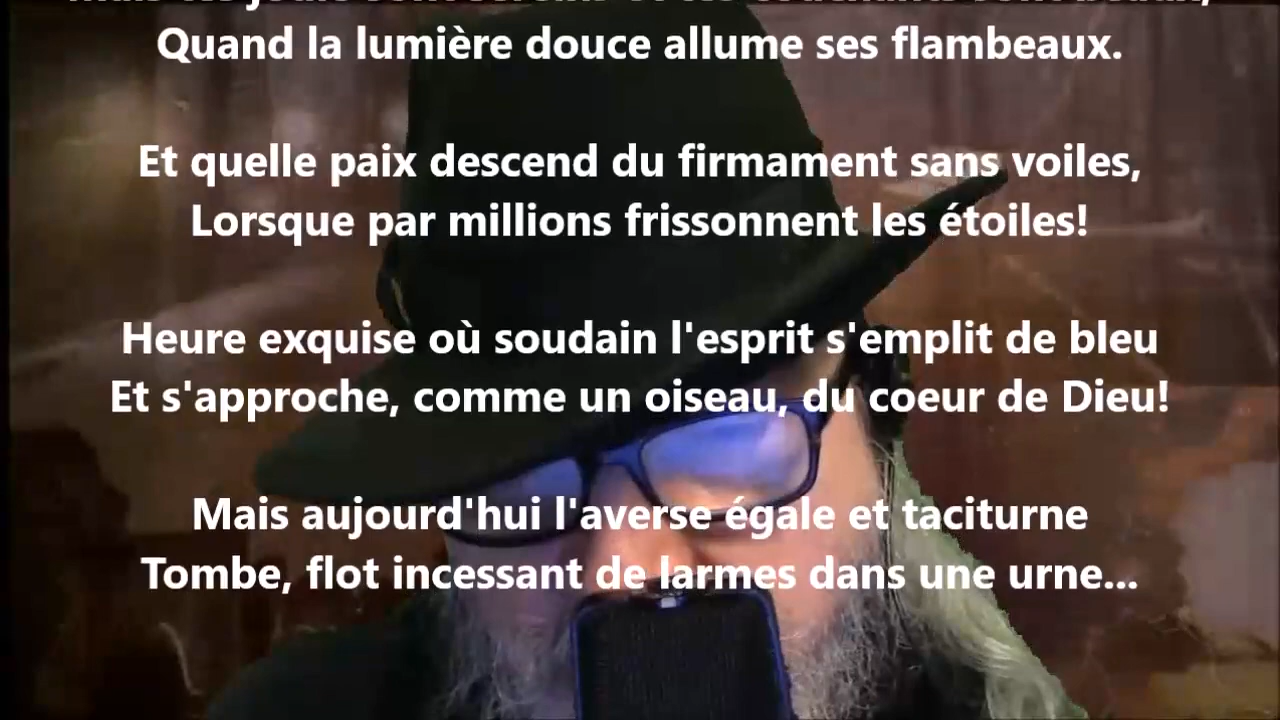 Quand la lumière douce allume ses flambeaux.
Et quelle paix descend du firmament sans voiles,
Lorsque par millions frissonnent les étoiles!
Heure exquise où soudain l'esprit s'emplit de bleu
Et s'approche, comme un oiseau, du coeur de Dieu!
Mais aujourd'hui l'averse égale et taciturne
Tombe, flot incessant de larmes dans une urne...